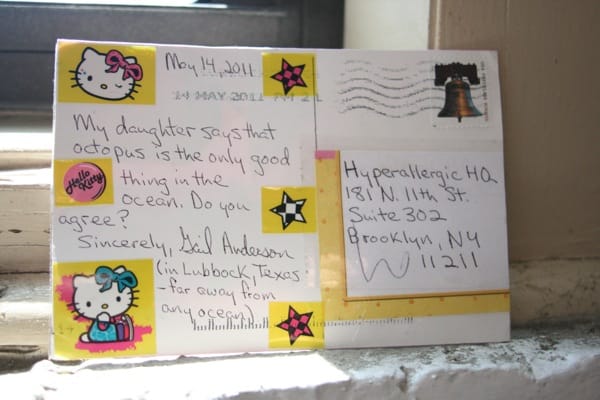 May 14, 2011
14 MAY 2011
My daughter says that
octopus is the only good
thing in the
ocean. Do you
agree?
Sincerely, Gail Anderson
(in Lubbock, Texas
- far away from
any ocean)
Hello
Kitty
Hyperallergic HQ
181 N. 11th St.
Suite 302
Brooklyn, NY
11211